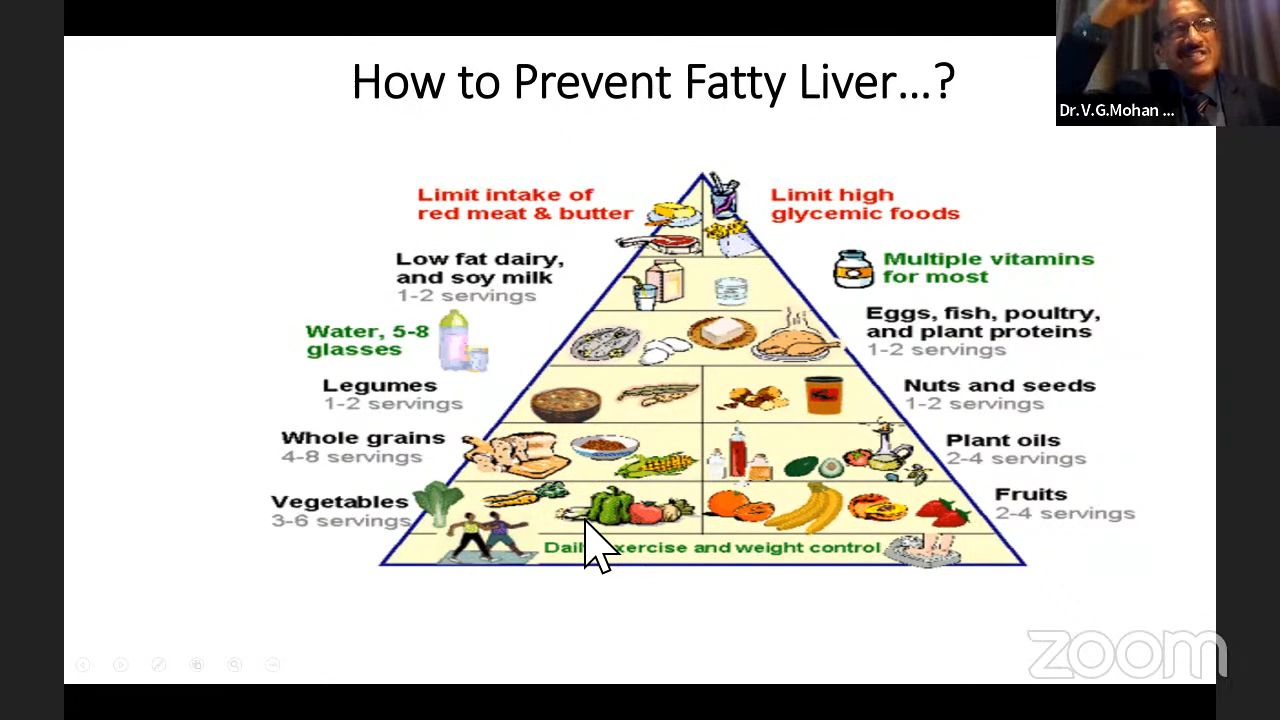 How to Prevent Fatty Liver...?
Dr.V.G.Mohan ...
Limit intake of
red meat & butter
Limit high
glycemic foods
Low fat dairy,
and soy milk
1-2 servings
Multiple vitamins
for most
Water, 5-8
glasses
Eggs, fish, poultry,
and plant proteins
1-2 servings
Legumes
1-2 servings
Nuts and seeds
1-2 servings
Whole grains
4-8 servings
Plant oils
2-4 servings
Vegetables
3-6 servings
Fruits
2-4 servings
Daily exercise and weight control
zoom